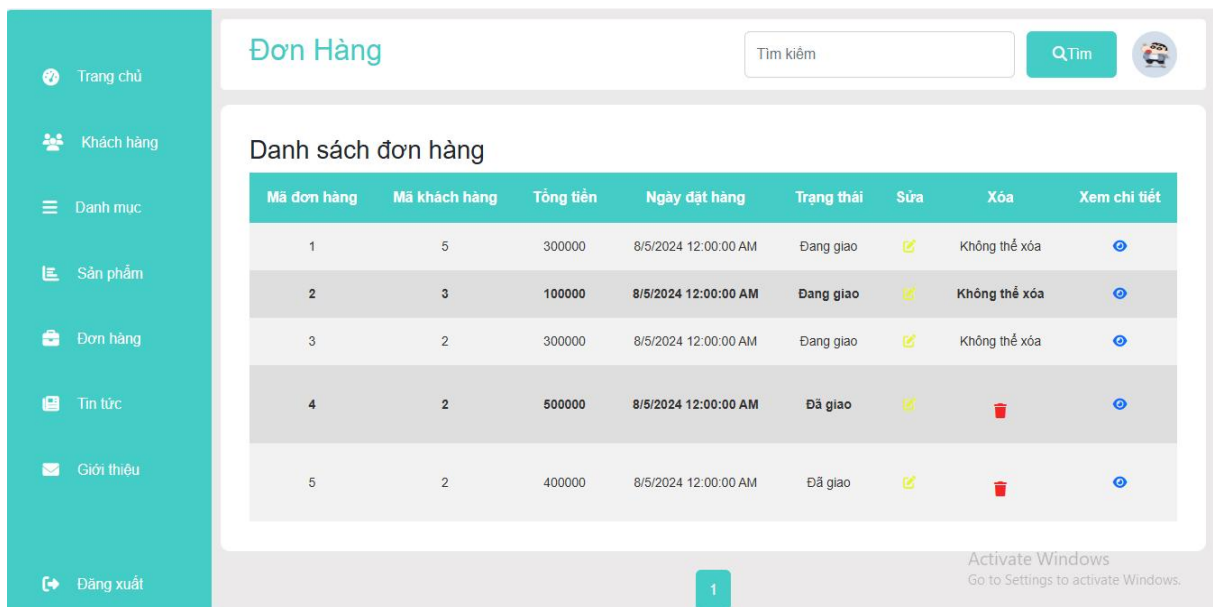 Trang chủ
Khách hàng
Danh mục
Sản phẩm
Đơn hàng
Tin tức
Giới thiệu
Đăng xuất
Đơn Hàng
Tìm kiếm
Tìm
Danh sách đơn hàng
Mã đơn hàng Mã khách hàng Tổng tiền Ngày đặt hàng Trạng thái Sửa Xóa Xem chi tiết
1 5 300000 8/5/2024 12:00:00 AM Đang giao Không thể xóa
2 3 100000 8/5/2024 12:00:00 AM Đang giao Không thể xóa
3 2 300000 8/5/2024 12:00:00 AM Đang giao Không thể xóa
4 2 500000 8/5/2024 12:00:00 AM Đã giao
5 2 400000 8/5/2024 12:00:00 AM Đã giao
1
Activate Windows
Go to Settings to activate Windows.